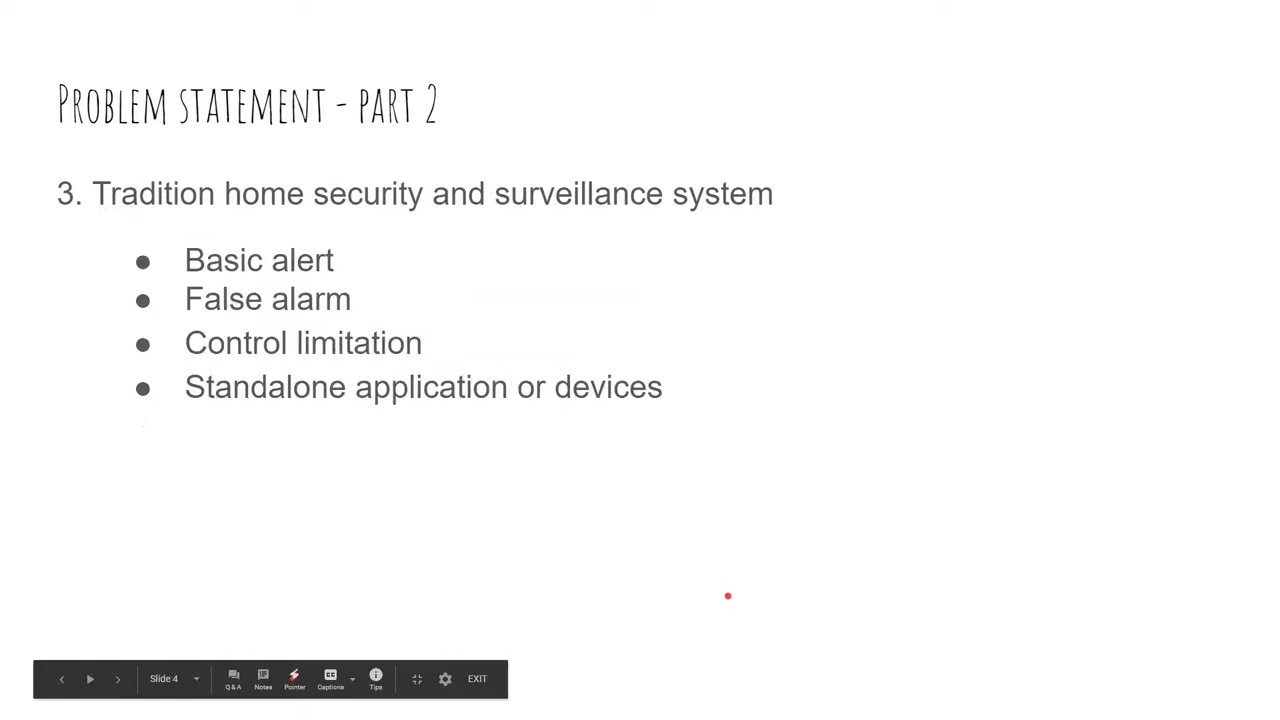 Problem statement - part 2
3. Tradition home security and surveillance system
● Basic alert
● False alarm
● Control limitation
● Standalone application or devices
Slide 4
Q & A
Notes
Pointer
CC
Captions
Tips
EXIT